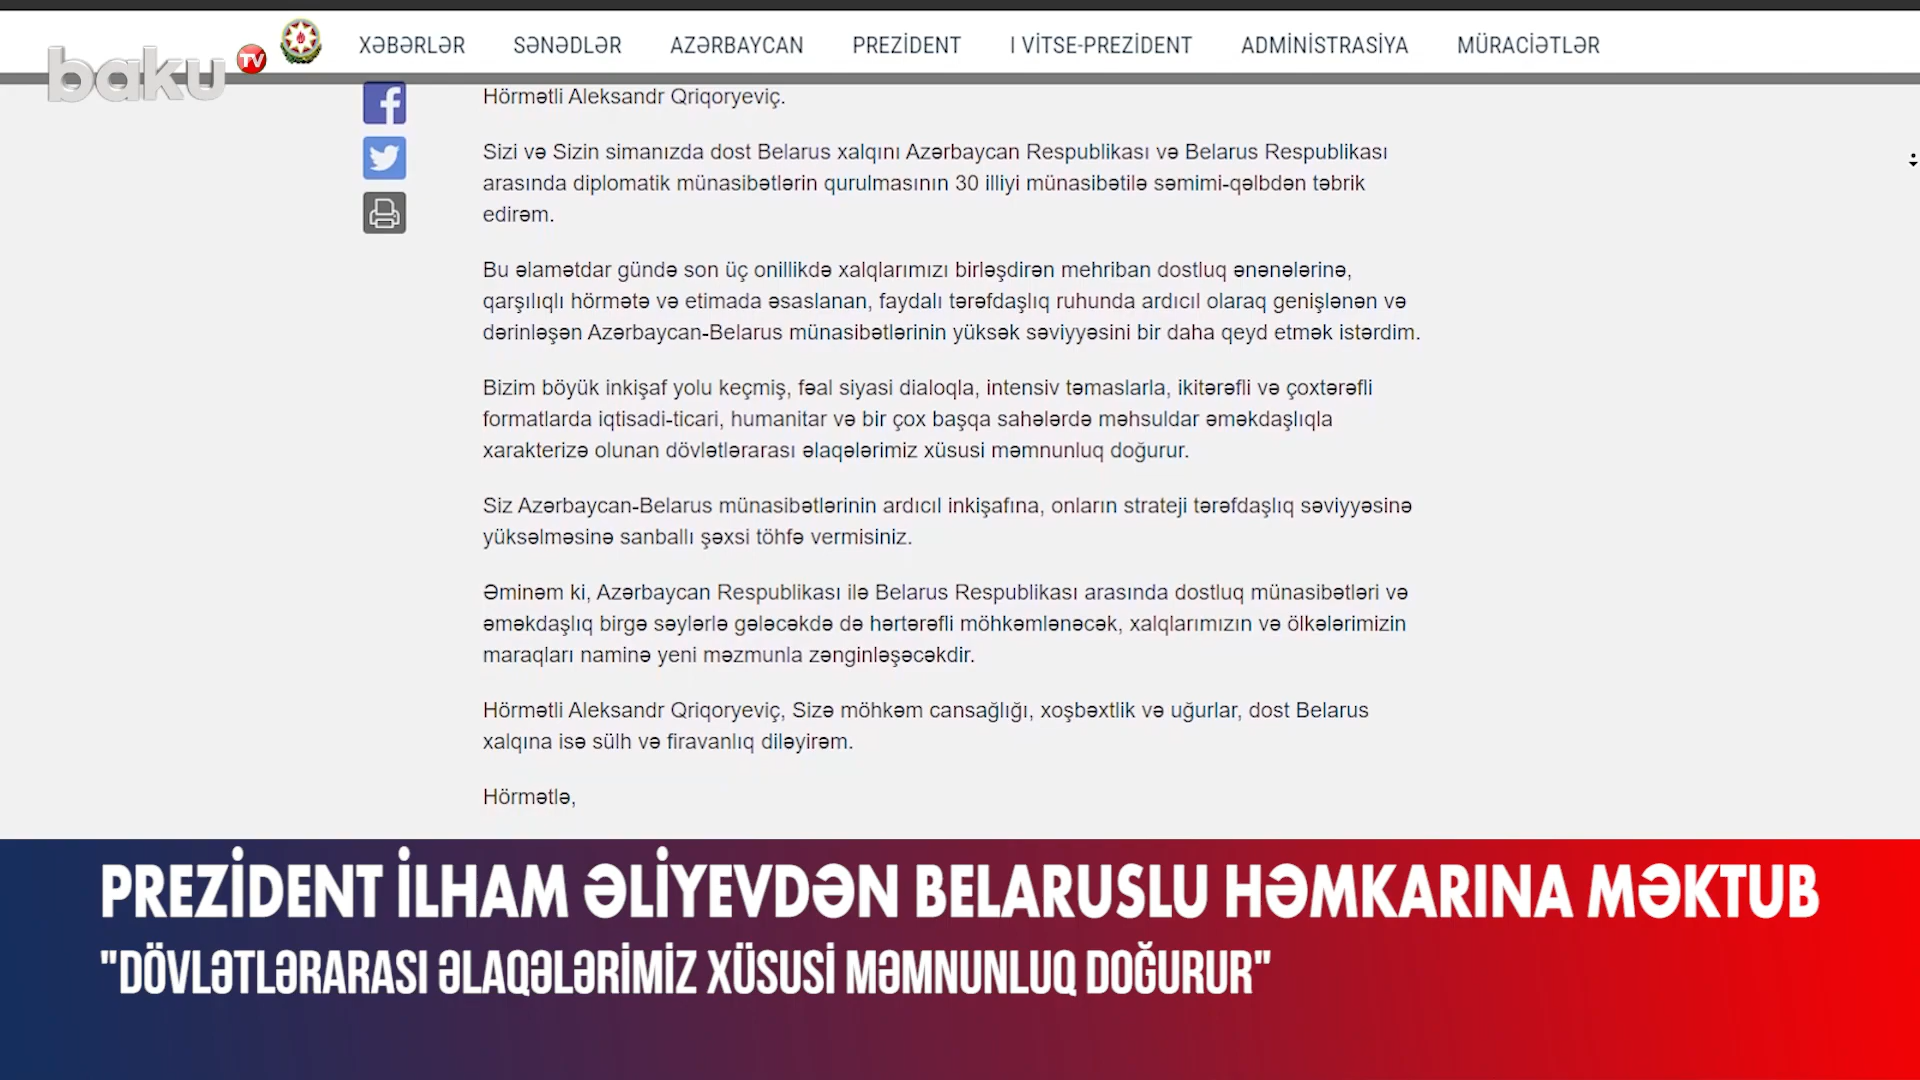 baku TV
XƏBƏRLƏR SƏNƏDLƏR AZƏRBAYCAN PREZİDENT I VİTSE-PREZİDENT ADMİNİSTRASİYA MÜRACİƏTLƏR
Hörmətli Aleksandr Qriqoryeviç.
Sizi və Sizin simanızda dost Belarus xalqını Azərbaycan Respublikası və Belarus Respublikası
arasında diplomatik münasibətlərin qurulmasının 30 illiyi münasibətilə səmimi-qəlbdən təbrik
edirəm.
Bu əlamətdar gündə son üç onillikdə xalqlarımızı birləşdirən mehriban dostluq ənənələrinə,
qarşılıqlı hörmətə və etimada əsaslanan, faydalı tərəfdaşlıq ruhunda ardıcıl olaraq genişlənən və
dərinləşən Azərbaycan-Belarus münasibətlərinin yüksək səviyyəsini bir daha qeyd etmək istərdim.
Bizim böyük inkişaf yolu keçmiş, fəal siyasi dialoqla, intensiv təmaslarla, ikitərəfli və çoxtərəfli
formatlarda iqtisadi-ticari, humanitar və bir çox başqa sahələrdə məhsuldar əməkdaşlıqla
xarakterizə olunan dövlətlərarası əlaqələrimiz xüsusi məmnunluq doğurur.
Siz Azərbaycan-Belarus münasibətlərinin ardıcıl inkişafına, onların strateji tərəfdaşlıq səviyyəsinə
yüksəlməsinə sanballı şəxsi töhfə vermisiniz.
Əminəm ki, Azərbaycan Respublikası ilə Belarus Respublikası arasında dostluq münasibətləri və
əməkdaşlıq birgə səylərlə gələcəkdə də hərtərəfli möhkəmlənəcək, xalqlarımızın və ölkələrimizin
maraqları naminə yeni məzmunla zənginləşəcəkdir.
Hörmətli Aleksandr Qriqoryeviç, Sizə möhkəm cansağlığı, xoşbəxtlik və uğurlar, dost Belarus
xalqına isə sülh və firavanlıq diləyirəm.
Hörmətlə,
PREZİDENT İLHAM ƏLİYEVDƏN BELARUSLU HƏMKARINA MƏKTUB
"DÖVLƏTLƏRARASI ƏLAQƏLƏRİMİZ XÜSUSİ MƏMNUNLUQ DOĞURUR"